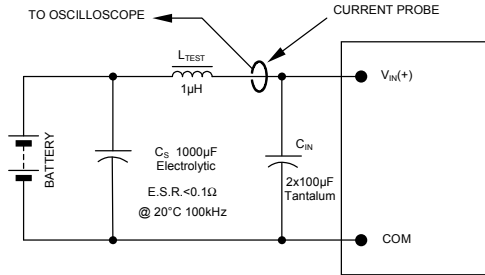 TO OSCILLOSCOPE
CURRENT PROBE
LTEST
1µH
VIN(+)
BATTERY
CS 1000µF
Electrolytic
E.S.R.<0.1Ω
@ 20°C 100kHz
CIN
2x100µF
Tantalum
COM